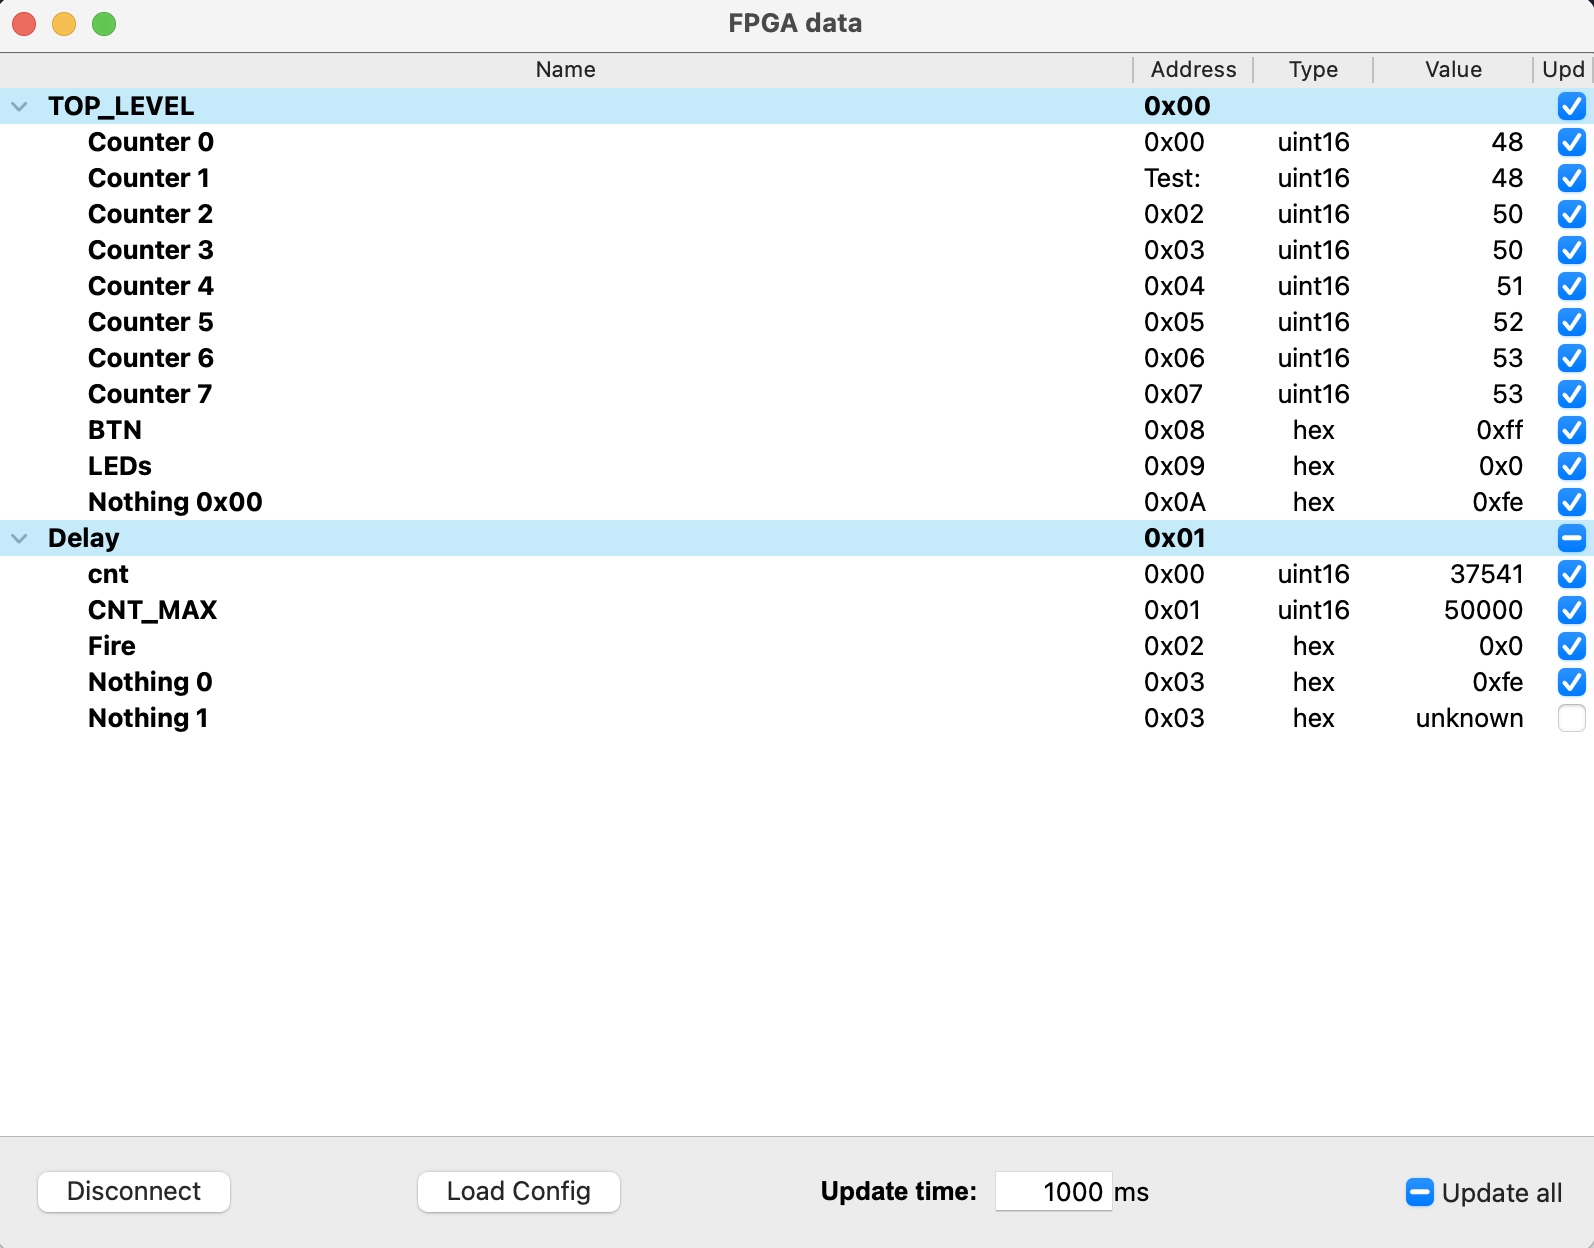 FPGA data
Name Address Type Value Upd
TOP_LEVEL 0x00
Counter 0 0x00 uint16 48
Counter 1 Test: uint16 48
Counter 2 0x02 uint16 50
Counter 3 0x03 uint16 50
Counter 4 0x04 uint16 51
Counter 5 0x05 uint16 52
Counter 6 0x06 uint16 53
Counter 7 0x07 uint16 53
BTN 0x08 hex 0xff
LEDs 0x09 hex 0x0
Nothing 0x00 0x0A hex 0xfe
Delay 0x01
cnt 0x00 uint16 37541
CNT_MAX 0x01 uint16 50000
Fire 0x02 hex 0x0
Nothing 0 0x03 hex 0xfe
Nothing 1 0x03 hex unknown
Disconnect Load Config Update time: 1000 ms Update all